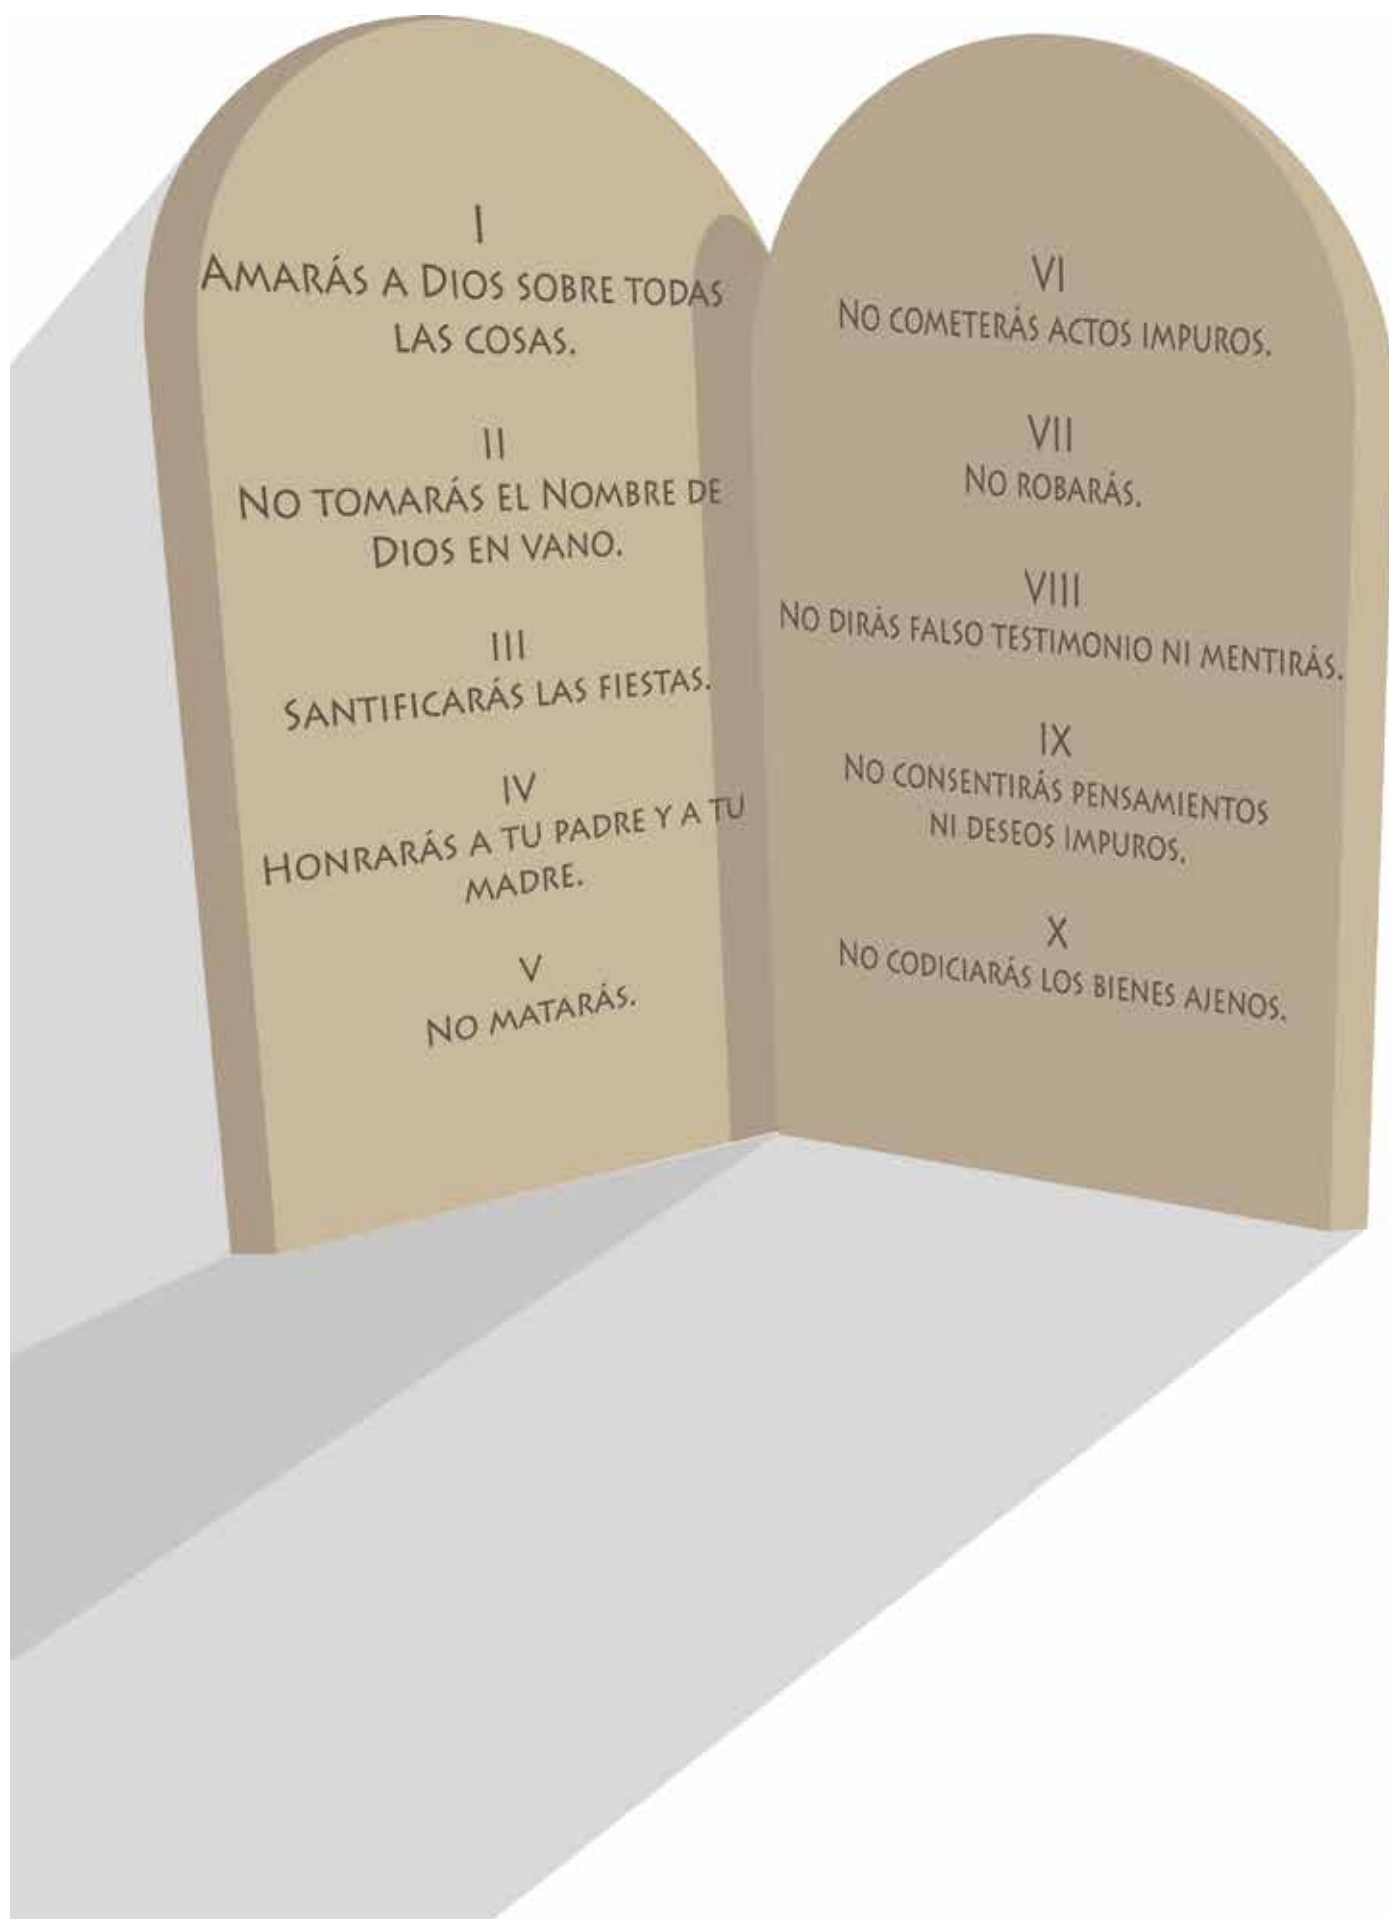 I
Amarás a Dios sobre todas
las cosas.
II
No tomarás el Nombre de
Dios en vano.
III
Santificarás las fiestas.
IV
Honrarás a tu padre y a tu
madre.
V
No matarás.
VI
No cometerás actos impuros.
VII
No robarás.
VIII
No dirás falso testimonio ni mentirás.
IX
No consentirás pensamientos
ni deseos impuros.
X
No codiciarás los bienes ajenos.